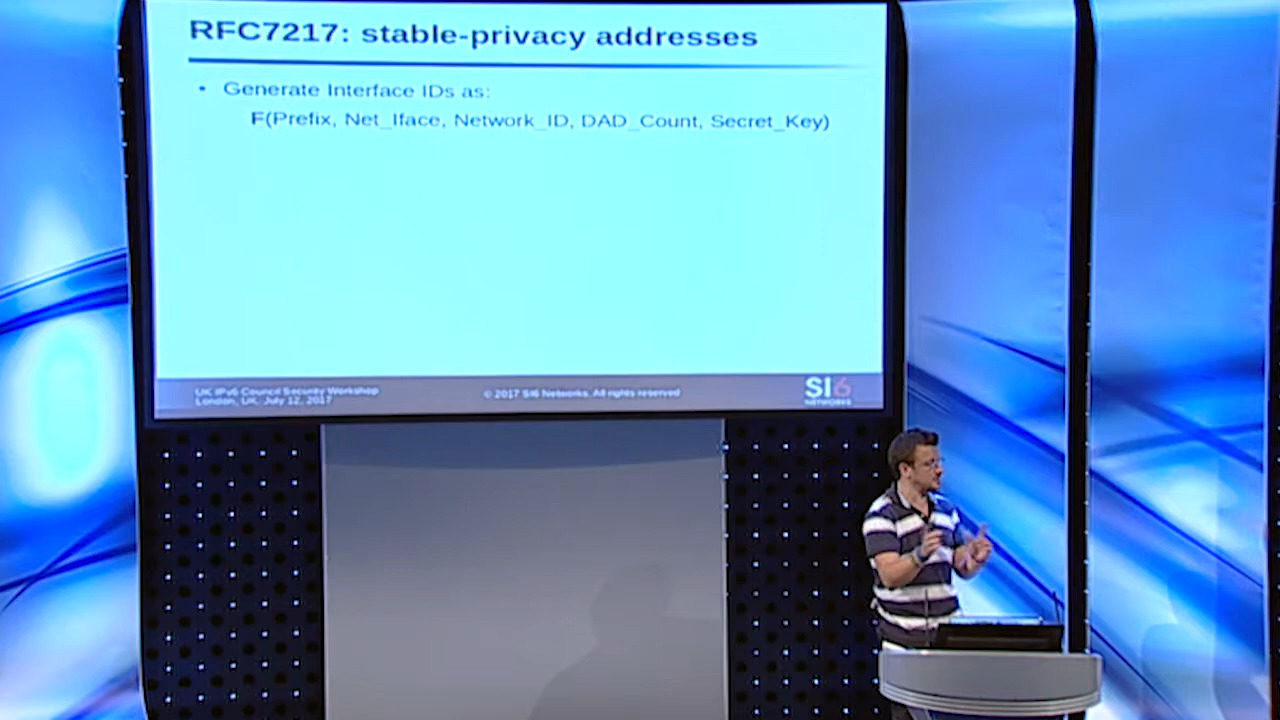 RFC7217: stable-privacy addresses
• Generate Interface IDs as:
F(Prefix, Net_Iface, Network_ID, DAD_Count, Secret_Key)
UK IPv6 Council Security Workshop
London, UK. July 12, 2017
© 2017 SI6 Networks. All rights reserved
SI6
NETWORKS